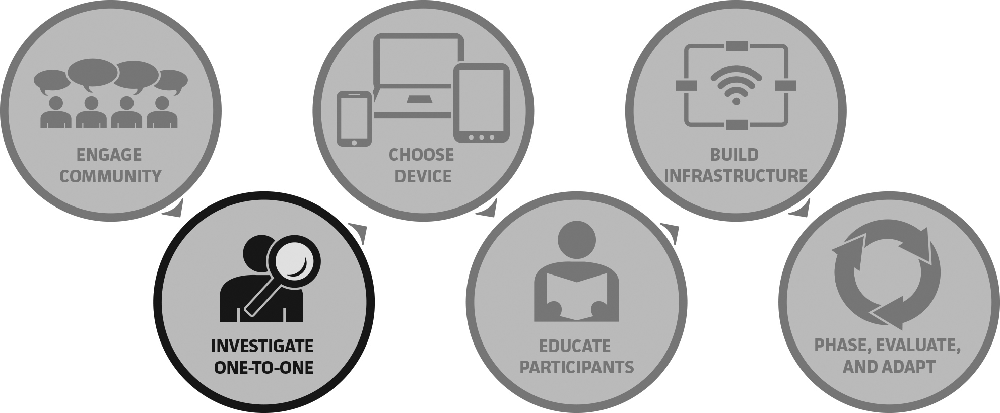 ENGAGE
COMMUNITY
INVESTIGATE
ONE-TO-ONE
CHOOSE
DEVICE
EDUCATE
PARTICIPANTS
BUILD
INFRASTRUCTURE
PHASE, EVALUATE,
AND ADAPT